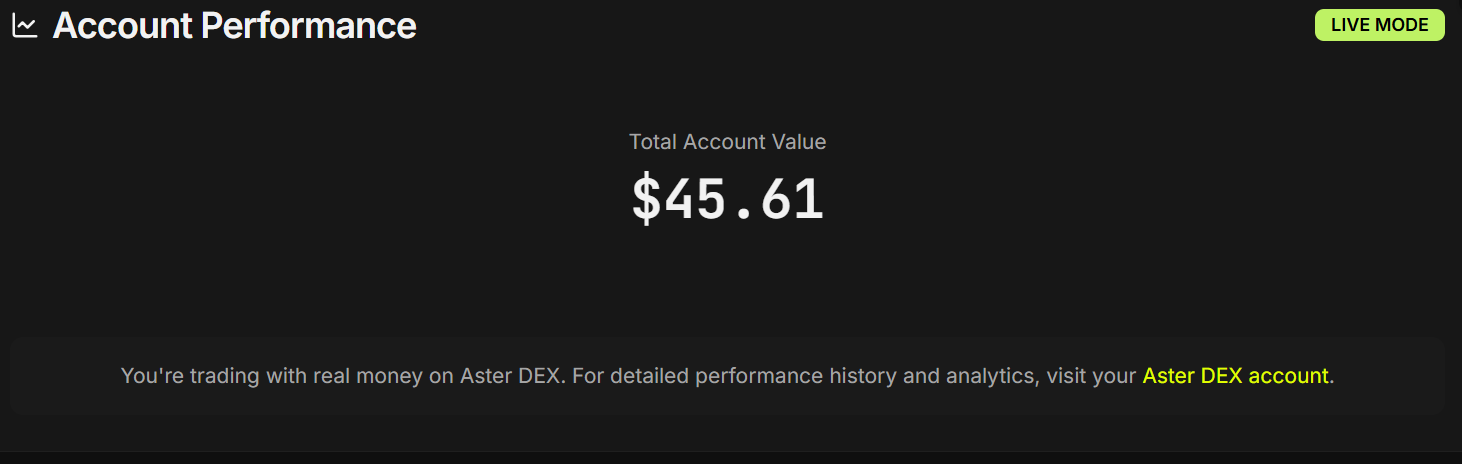 Account Performance
LIVE MODE
Total Account Value
$45.61
You're trading with real money on Aster DEX. For detailed performance history and analytics, visit your Aster DEX account.